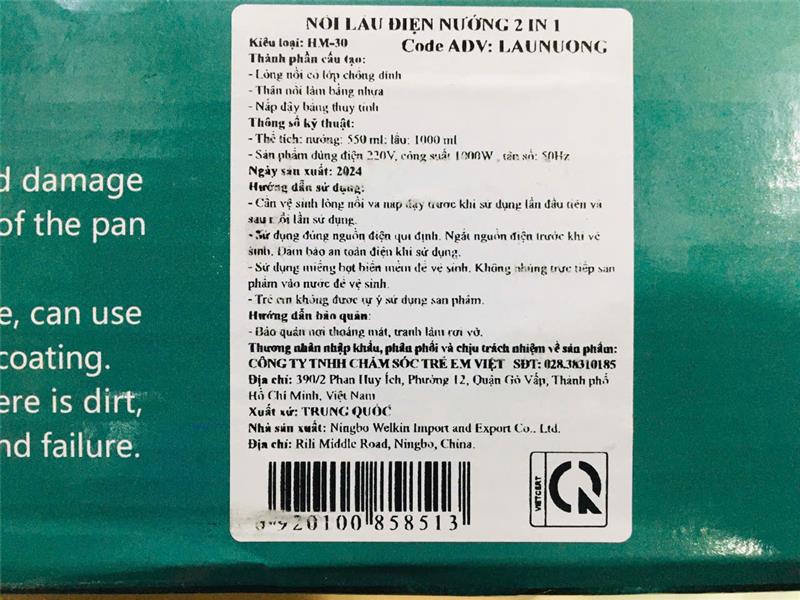 d damage
of the pan
e, can use
coating.
ere is dirt,
nd failure.
NỒI LẨU ĐIỆN NƯỚNG 2 IN 1
Kiểu loại: HM-30 Code ADV: LAUNUONG
Thành phần cấu tạo:
- Lòng nồi có lớp chống dính
- Thân nồi làm bằng nhựa
- Nắp đậy bằng thuỷ tinh
Thông số kỹ thuật:
- Thể tích: nướng: 550 ml; lẩu: 1000 ml
- Sản phẩm dùng điện 220V, công suất 1000W, tần số: 50Hz
Ngày sản xuất: 2024
Hướng dẫn sử dụng:
- Cần vệ sinh lòng nồi và nắp đậy trước khi sử dụng lần đầu tiên và
sau mỗi lần sử dụng.
- Sử dụng đúng nguồn điện qui định. Ngắt nguồn điện trước khi vệ
sinh. Đảm bảo an toàn điện khi sử dụng.
- Sử dụng miếng bọt biển mềm để vệ sinh. Không nhúng trực tiếp sản
phẩm vào nước để vệ sinh.
- Trẻ em không được tự ý sử dụng sản phẩm.
Hướng dẫn bảo quản:
- Bảo quản nơi thoáng mát, tránh làm rơi vỡ.
Thương nhân nhập khẩu, phân phối và chịu trách nhiệm về sản phẩm:
CÔNG TY TNHH CHĂM SÓC TRẺ EM VIỆT SĐT: 028.38310185
Địa chỉ: 390/2 Phan Huy Ích, Phường 12, Quận Gò Vấp, Thành phố
Hồ Chí Minh, Việt Nam
Xuất xứ: TRUNG QUỐC
Nhà sản xuất: Ningbo Welkin Import and Export Co., Ltd.
Địa chỉ: Rili Middle Road, Ningbo, China.
920100 858513
VIETCERT